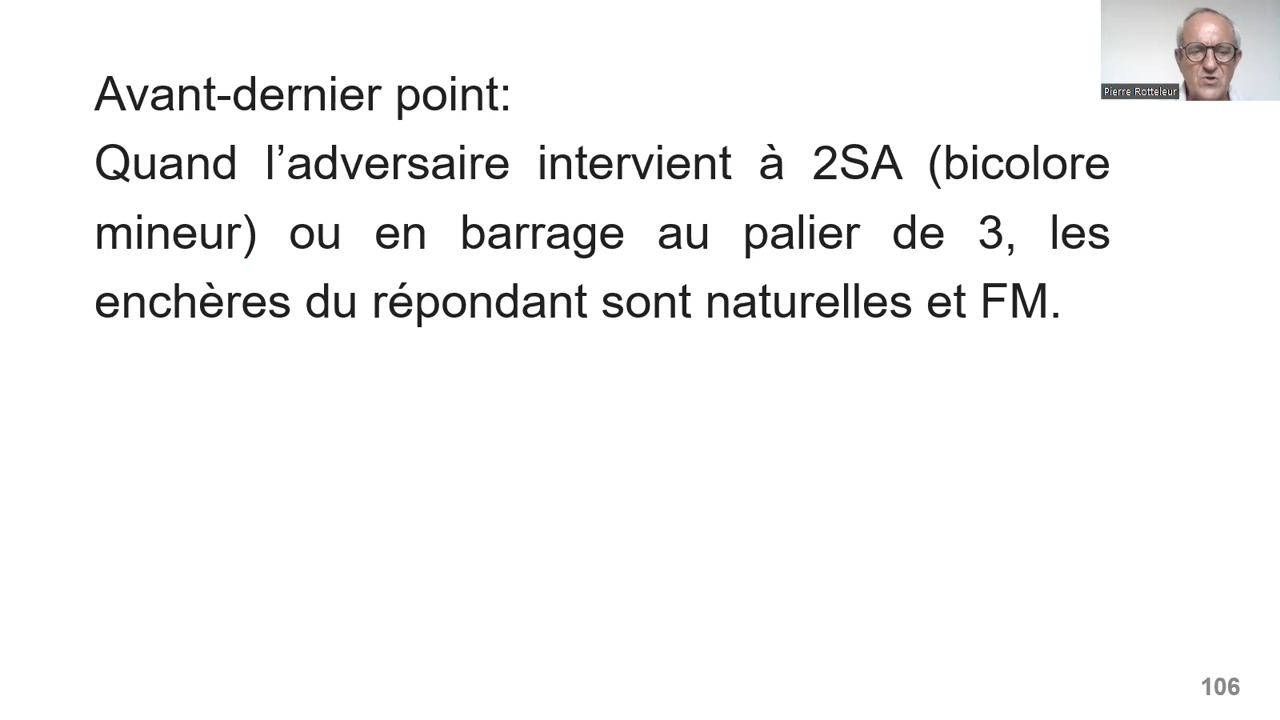 Avant-dernier point:
Quand l’adversaire intervient à 2SA (bicolore
mineur) ou en barrage au palier de 3, les
enchères du répondant sont naturelles et FM.
Pierre Rotteleur
106